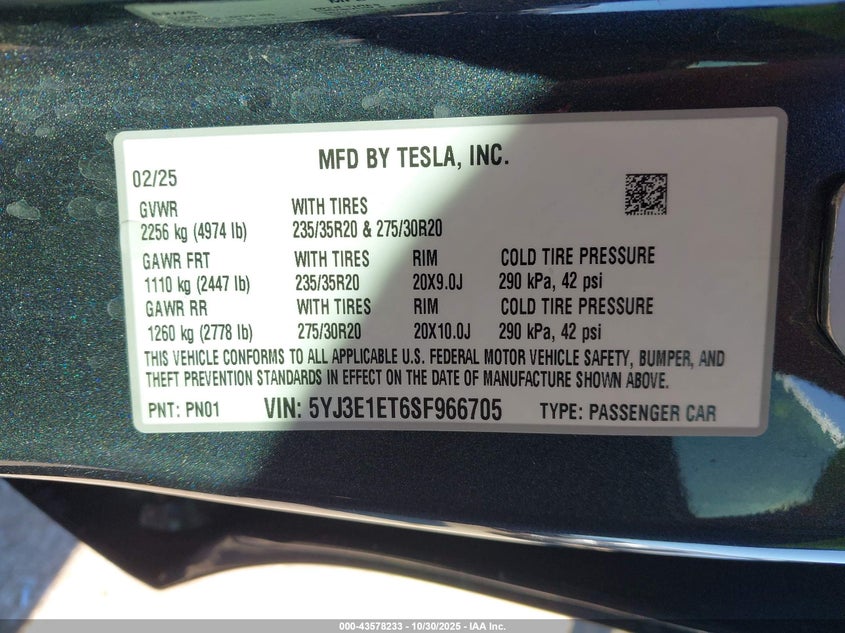 MFD BY TESLA, INC.
02/25
GVWR WITH TIRES
2256 kg (4974 lb) 235/35R20 & 275/30R20
GAWR FRT WITH TIRES RIM COLD TIRE PRESSURE
1110 kg (2447 lb) 235/35R20 20X9.0J 290 kPa, 42 psi
GAWR RR WITH TIRES RIM COLD TIRE PRESSURE
1260 kg (2778 lb) 275/30R20 20X10.0J 290 kPa, 42 psi
THIS VEHICLE CONFORMS TO ALL APPLICABLE U.S. FEDERAL MOTOR VEHICLE SAFETY, BUMPER, AND
THEFT PREVENTION STANDARDS IN EFFECT ON THE DATE OF MANUFACTURE SHOWN ABOVE.
PNT: PN01 VIN: 5YJ3E1ET6SF966705 TYPE: PASSENGER CAR
000-43578233 - 10/30/2025 - IAA Inc.